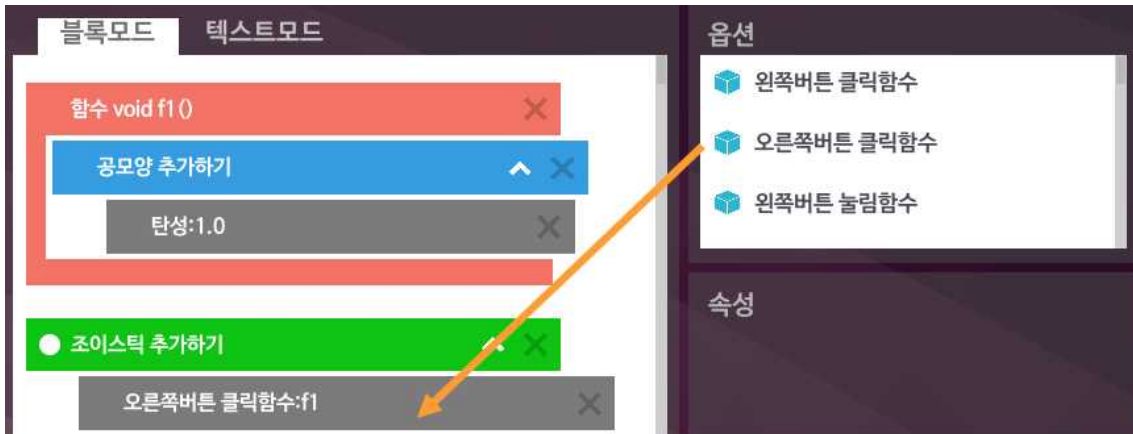 블록모드 텍스트모드
함수 void f1()
공모양 추가하기
탄성:1.0
조이스틱 추가하기
오른쪽버튼 클릭함수:f1
옵션
왼쪽버튼 클릭함수
오른쪽버튼 클릭함수
왼쪽버튼 눌림함수
속성